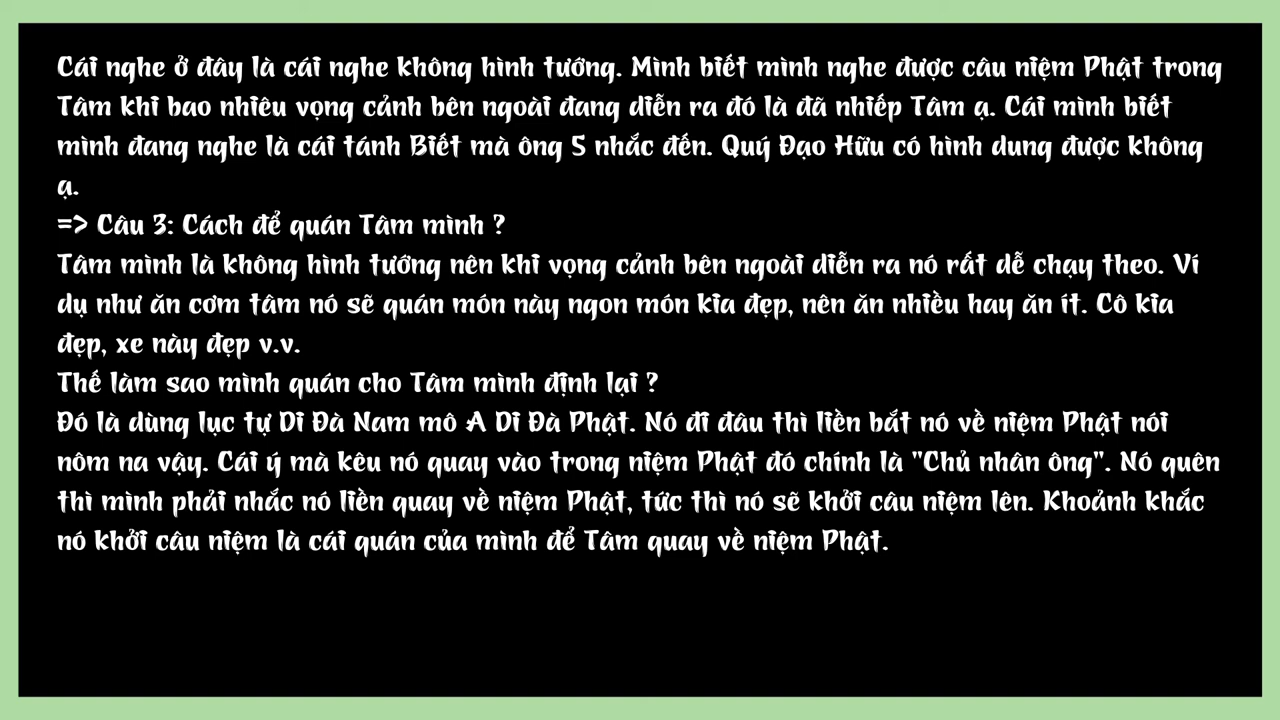 Cái nghe ở đây là cái nghe không hình tướng. Mình biết mình nghe được câu niệm Phật trong
Tâm khi bao nhiêu vọng cảnh bên ngoài đang diễn ra đó là đã nhiếp Tâm ạ. Cái mình biết
mình đang nghe là cái tánh Biết mà ông 5 nhắc đến. Quý Đạo Hữu có hình dung được không
ạ.
=> Câu 3: Cách để quán Tâm mình ?
Tâm mình là không hình tướng nên khi vọng cảnh bên ngoài diễn ra nó rất dễ chạy theo. Ví
dụ như ăn cơm tâm nó sẽ quán món này ngon món kia đẹp, nên ăn nhiều hay ăn ít. Cô kia
đẹp, xe này đẹp v.v.
Thế làm sao mình quán cho Tâm mình định lại ?
Đó là dùng lục tự Di Đà Nam mô A Di Đà Phật. Nó đi đâu thì liền bắt nó về niệm Phật nói
nôm na vậy. Cái ý mà kêu nó quay vào trong niệm Phật đó chính là "Chủ nhân ông". Nó quên
thì mình phải nhắc nó liền quay về niệm Phật, tức thì nó sẽ khởi câu niệm lên. Khoảnh khắc
nó khởi câu niệm là cái quán của mình để Tâm quay về niệm Phật.